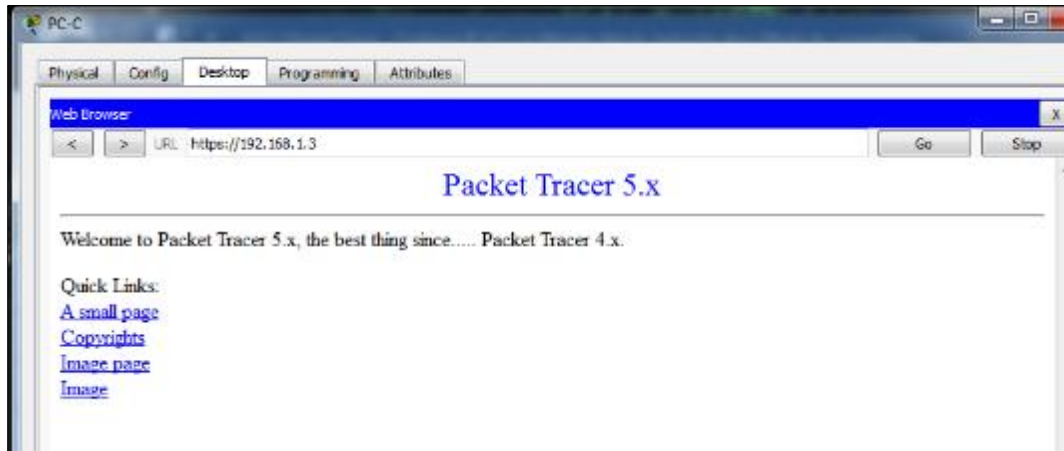 PC-C
Physical Config Desktop Programming Attributes
Web Browser X
< > URL https://192.168.1.3 Go Stop
Packet Tracer 5.x
Welcome to Packet Tracer 5.x, the best thing since..... Packet Tracer 4.x.
Quick Links:
A small page
Copyrights
Image page
Image